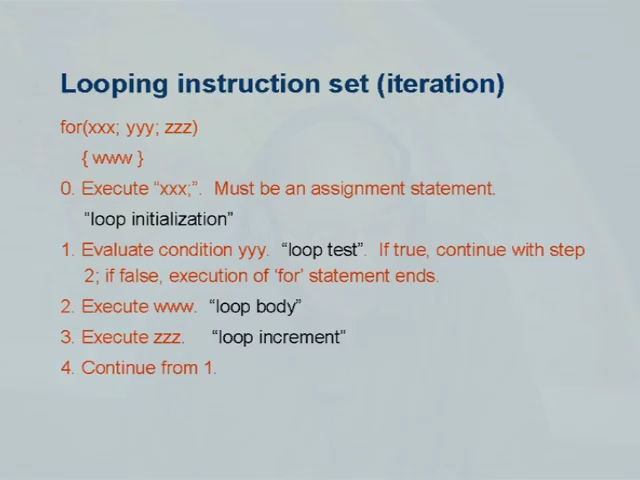 Looping instruction set (iteration)
for(xxx; yyy; zzz)
{ www }
0. Execute “xxx;”. Must be an assignment statement.
“loop initialization”
1. Evaluate condition yyy. “loop test”. If true, continue with step
2; if false, execution of ‘for’ statement ends.
2. Execute www. “loop body”
3. Execute zzz. “loop increment”
4. Continue from 1.